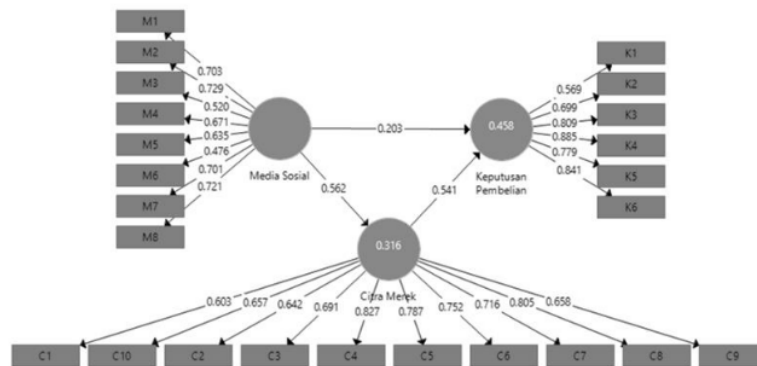 M1
M2
M3
M4
M5
M6
M7
M8
0.703
0.729
0.520
0.671
0.635
0.476
0.701
0.721
Media Sosial
0.203
0.562
0.541
0.458
Keputusan
Pembelian
0.569
0.699
0.809
0.885
0.779
0.841
K1
K2
K3
K4
K5
K6
0.316
Citra Merek
0.603
0.657
0.642
0.691
0.827
0.787
0.752
0.716
0.805
0.658
C1
C10
C2
C3
C4
C5
C6
C7
C8
C9